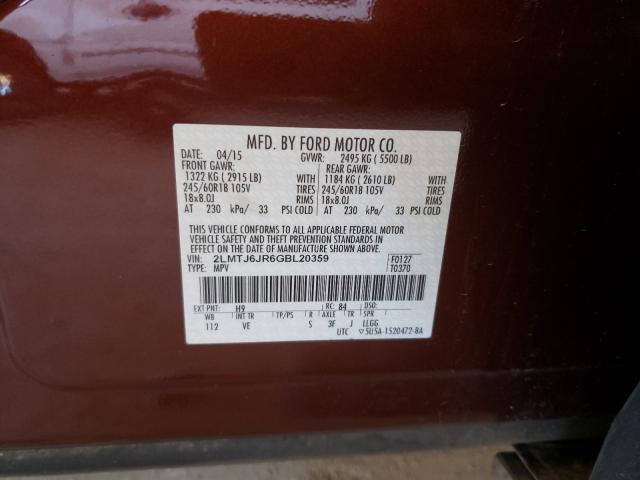 MFD. BY FORD MOTOR CO.
DATE: 04/15 GVWR: 2495 KG ( 5500 LB)
FRONT GAWR: REAR GAWR:
1322 KG ( 2915 LB) WITH 1184 KG ( 2610 LB) WITH
245/60R18 105V TIRES 245/60R18 105V TIRES
18x8.0J RIMS 18x8.0J RIMS
AT 230 kPa/ 33 PSI COLD AT 230 kPa/ 33 PSI COLD
THIS VEHICLE CONFORMS TO ALL APPLICABLE FEDERAL MOTOR
VEHICLE SAFETY AND THEFT PREVENTION STANDARDS IN EFFECT
ON THE DATE OF MANUFACTURE SHOWN ABOVE.
VIN: 2LMTJ6JR6GBL20359 F0127
TYPE: MPV T0370
EXT PNT: H9 RC: 84 DSO:
WB INT TR TP/PS R AXLE TR SPR
112 VE S 3F J LLGG
UTC ▽5U5A-1520472-BA